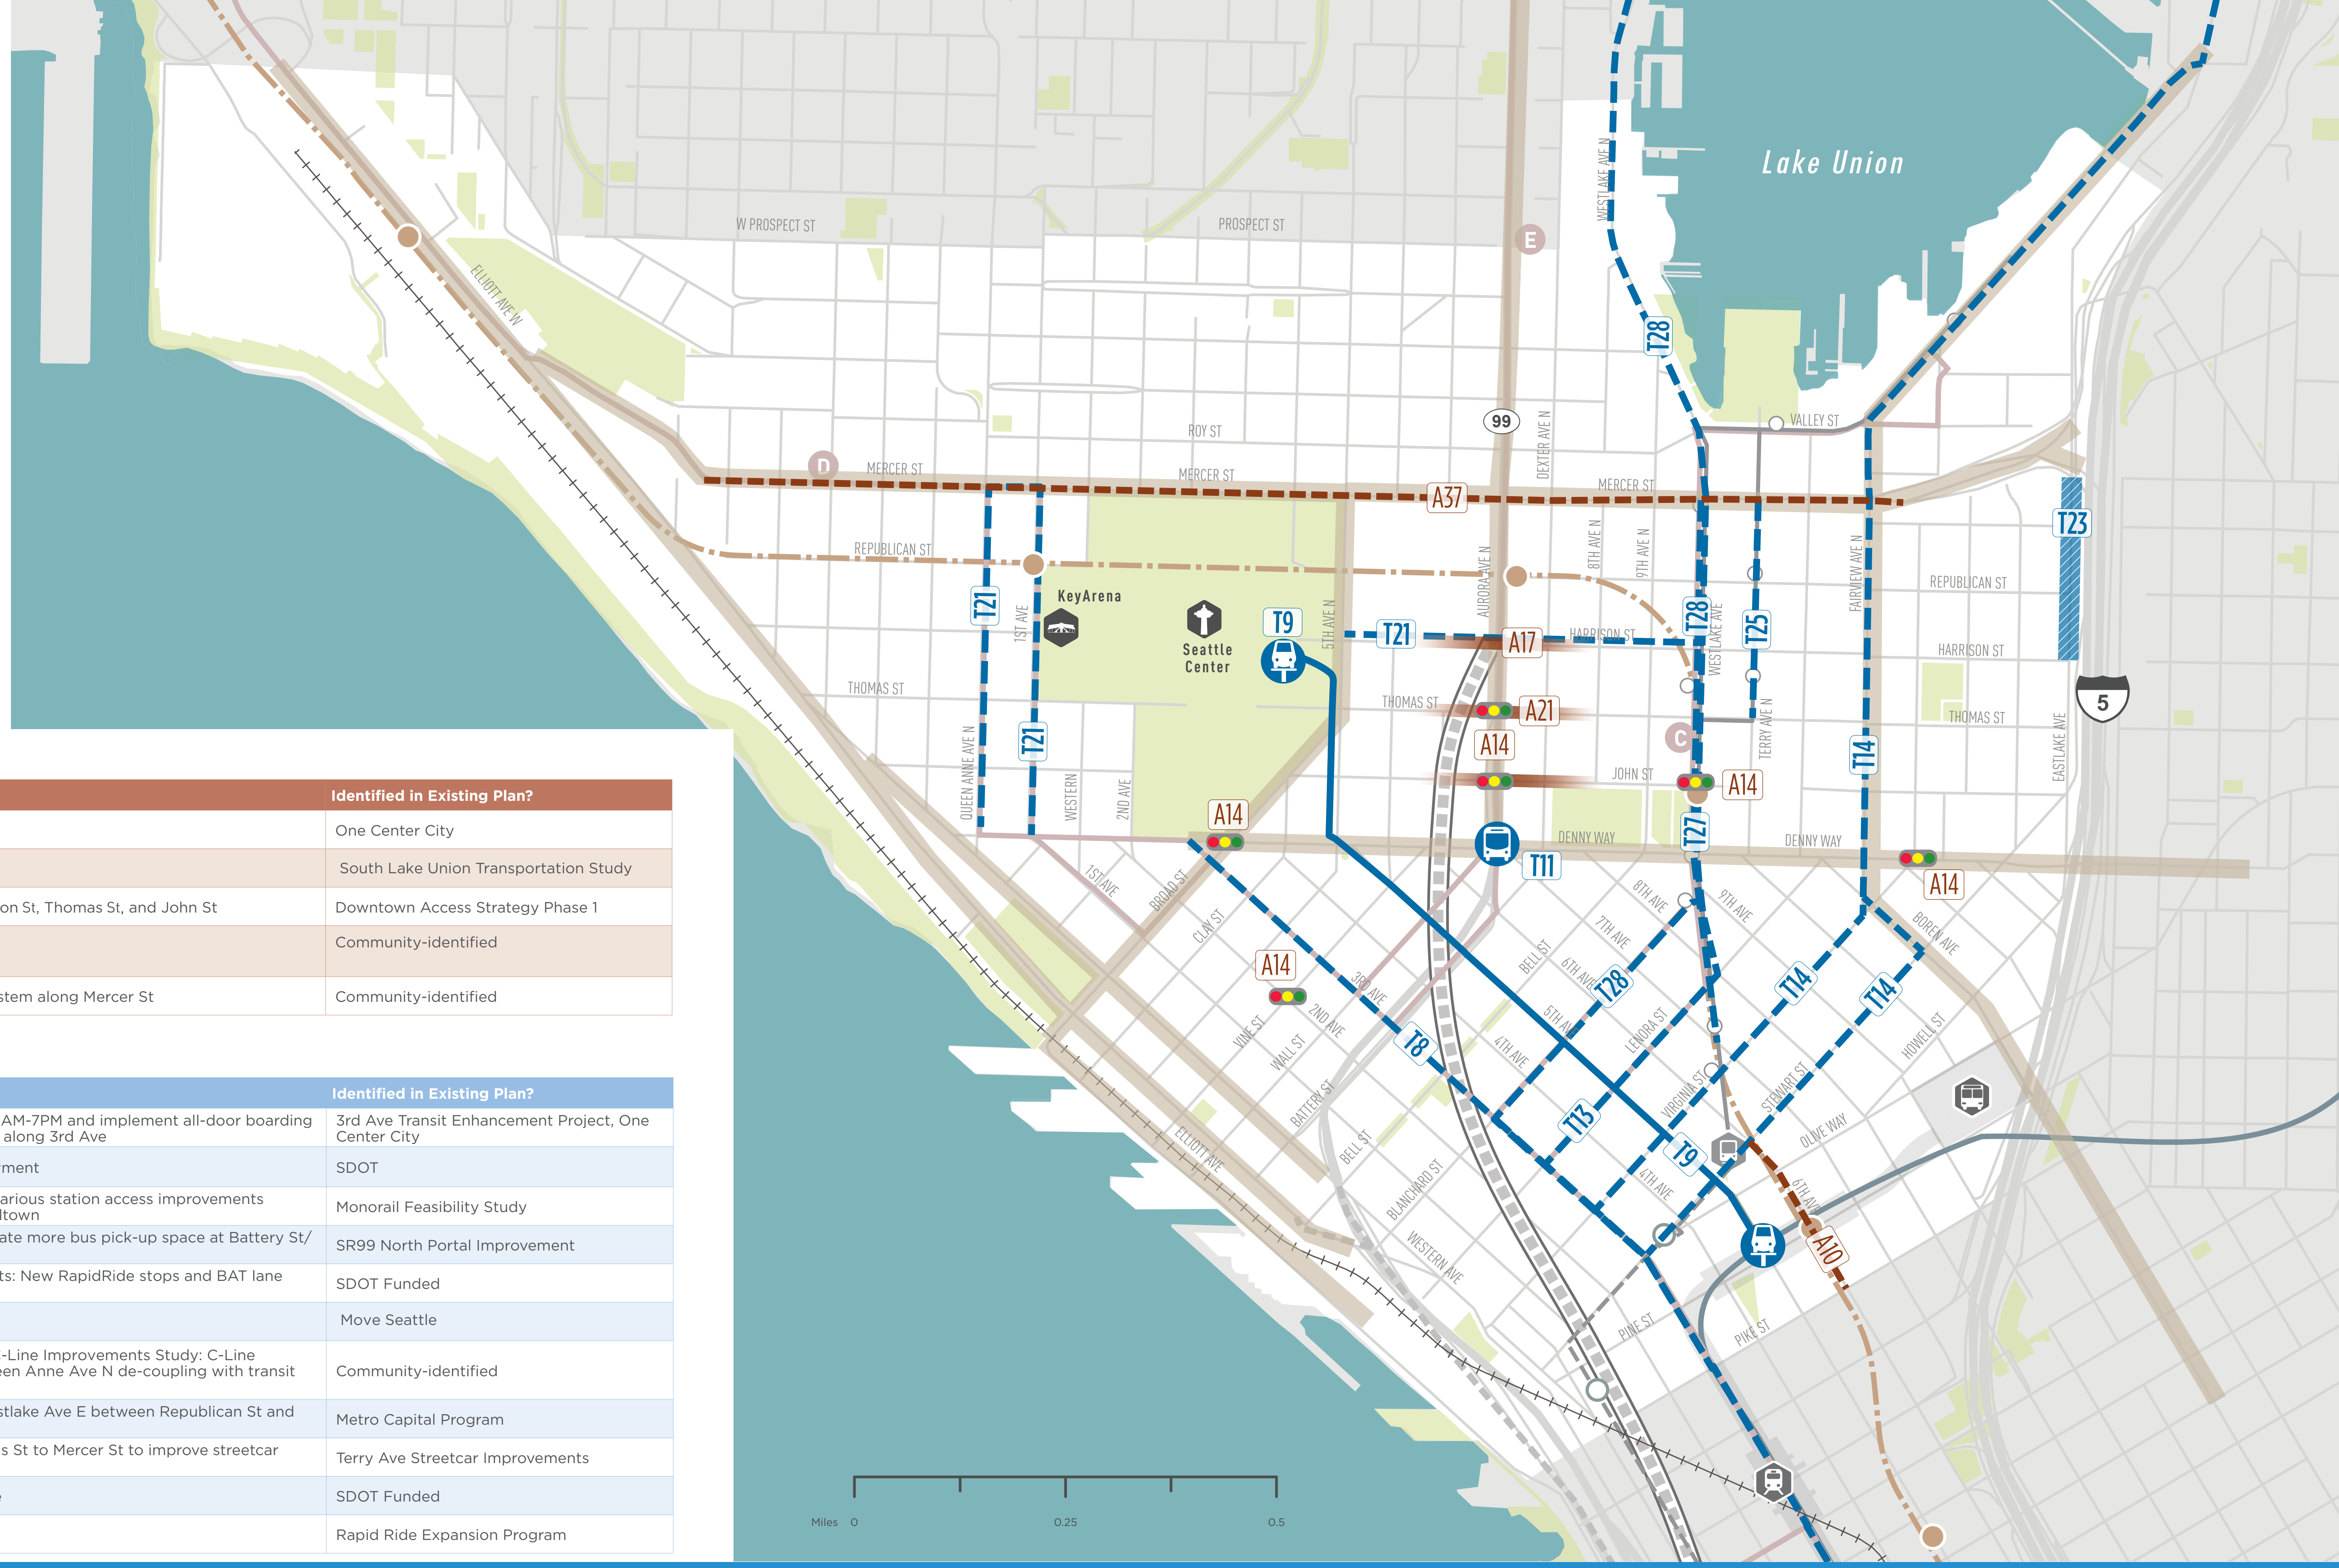 Lake Union
W PROSPECT ST
PROSPECT ST
WESTLAKE AVE N
E
ELLIOTT AVE W
T28
99
VALLEY ST
ROY ST
DEXTER AVE N
D
MERCER ST
MERCER ST
A37
MERCER ST
T23
REPUBLICAN ST
8TH AVE N
9TH AVE N
AURORA AVE N
FAIRVIEW AVE N
REPUBLICAN ST
T21
1ST AVE
KeyArena
Seattle
Center
T9
5TH AVE N
T21
HARRISON ST
A17
T28
WESTLAKE AVE
T25
HARRISON ST
THOMAS ST
THOMAS ST
A21
5
THOMAS ST
T21
A14
C
TERRY AVE N
T14
EASTLAKE AVE
QUEEN ANNE AVE N
WESTERN
2ND AVE
JOHN ST
A14
A14
T27
DENNY WAY
DENNY WAY
T11
A14
1ST AVE
BROAD ST
CLAY ST
8TH AVE
9TH AVE
7TH AVE
BOREN AVE
A14
BELL ST
6TH AVE
T28
3RD AVE
T14
T14
2ND AVE
VINE ST
WALL ST
T8
5TH AVE
4TH AVE
LENORA ST
HOWELL ST
BATTERY ST
T13
VIRGINIA ST
STEWART ST
OLIVE WAY
ELLIOTT AVE
BELL ST
T9
BLANCHARD ST
4TH AVE
6TH AVE
A10
WESTERN AVE
PINE ST
PIKE ST
Miles 0 0.25 0.5
Identified in Existing Plan?
One Center City
South Lake Union Transportation Study
on St, Thomas St, and John St Downtown Access Strategy Phase 1
Community-identified
stem along Mercer St Community-identified
Identified in Existing Plan?
AM-7PM and implement all-door boarding 3rd Ave Transit Enhancement Project, One
along 3rd Ave Center City
ment SDOT
arious station access improvements
ltown Monorail Feasibility Study
ate more bus pick-up space at Battery St/ SR99 North Portal Improvement
ts: New RapidRide stops and BAT lane SDOT Funded
Move Seattle
C-Line Improvements Study: C-Line
een Anne Ave N de-coupling with transit Community-identified
stlake Ave E between Republican St and Metro Capital Program
s St to Mercer St to improve streetcar Terry Ave Streetcar Improvements
e SDOT Funded
Rapid Ride Expansion Program